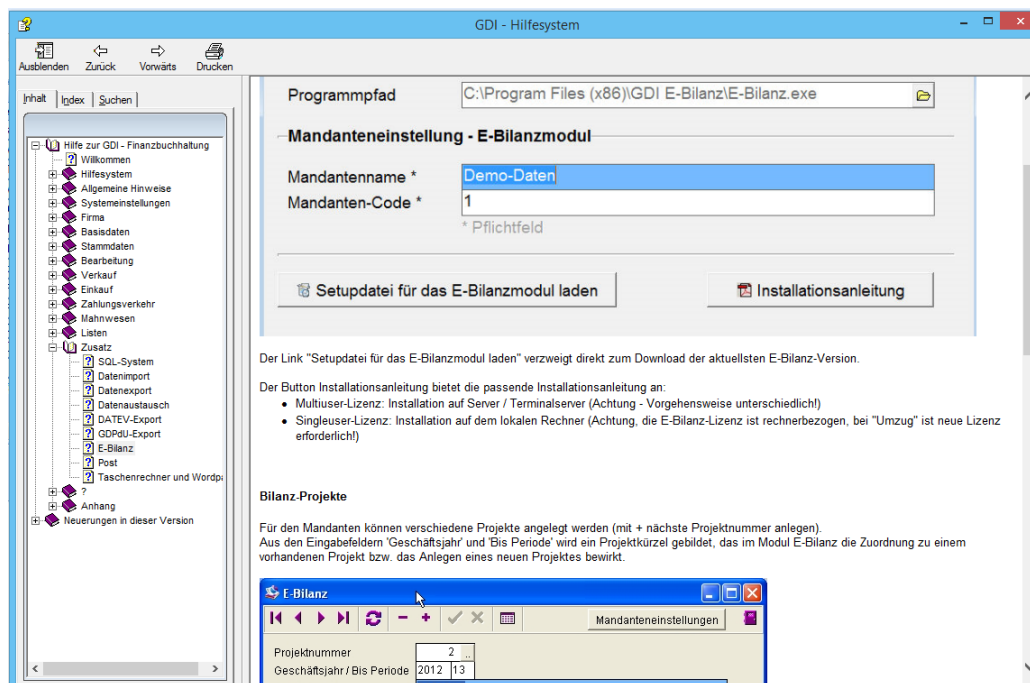 GDI - Hilfesystem
Ausblenden Zurück Vorwärts Drucken
Inhalt Index Suchen
Hilfe zur GDI - Finanzbuchhaltung
Willkommen
Hilfesystem
Allgemeine Hinweise
Systemeinstellungen
Firma
Basisdaten
Stammdaten
Bearbeitung
Verkauf
Einkauf
Zahlungsverkehr
Mahnwesen
Listen
Zusatz
SQL-System
Datenimport
Datenexport
Datenaustausch
DATEV-Export
GDPdU-Export
E-Bilanz
Post
Taschenrechner und Wordpa
?
Anhang
Neuerungen in dieser Version
Programmpfad C:\Program Files (x86)\GDI E-Bilanz\E-Bilanz.exe
Mandanteneinstellung - E-Bilanzmodul
Mandantenname * Demo-Daten
Mandanten-Code * 1
* Pflichtfeld
Setupdatei für das E-Bilanzmodul laden Installationsanleitung
Der Link "Setupdatei für das E-Bilanzmodul laden" verzweigt direkt zum Download der aktuellsten E-Bilanz-Version.
Der Button Installationsanleitung bietet die passende Installationsanleitung an:
• Multiuser-Lizenz: Installation auf Server / Terminalserver (Achtung - Vorgehensweise unterschiedlich!)
• Singleuser-Lizenz: Installation auf dem lokalen Rechner (Achtung, die E-Bilanz-Lizenz ist rechnerbezogen, bei "Umzug" ist neue Lizenz
erforderlich!)
Bilanz-Projekte
Für den Mandanten können verschiedene Projekte angelegt werden (mit + nächste Projektnummer anlegen).
Aus den Eingabefeldern 'Geschäftsjahr' und 'Bis Periode' wird ein Projektkürzel gebildet, das im Modul E-Bilanz die Zuordnung zu einem
vorhandenen Projekt bzw. das Anlegen eines neuen Projektes bewirkt.
E-Bilanz
Mandanteneinstellungen
Projektnummer 2 ..
Geschäftsjahr / Bis Periode 2012 13